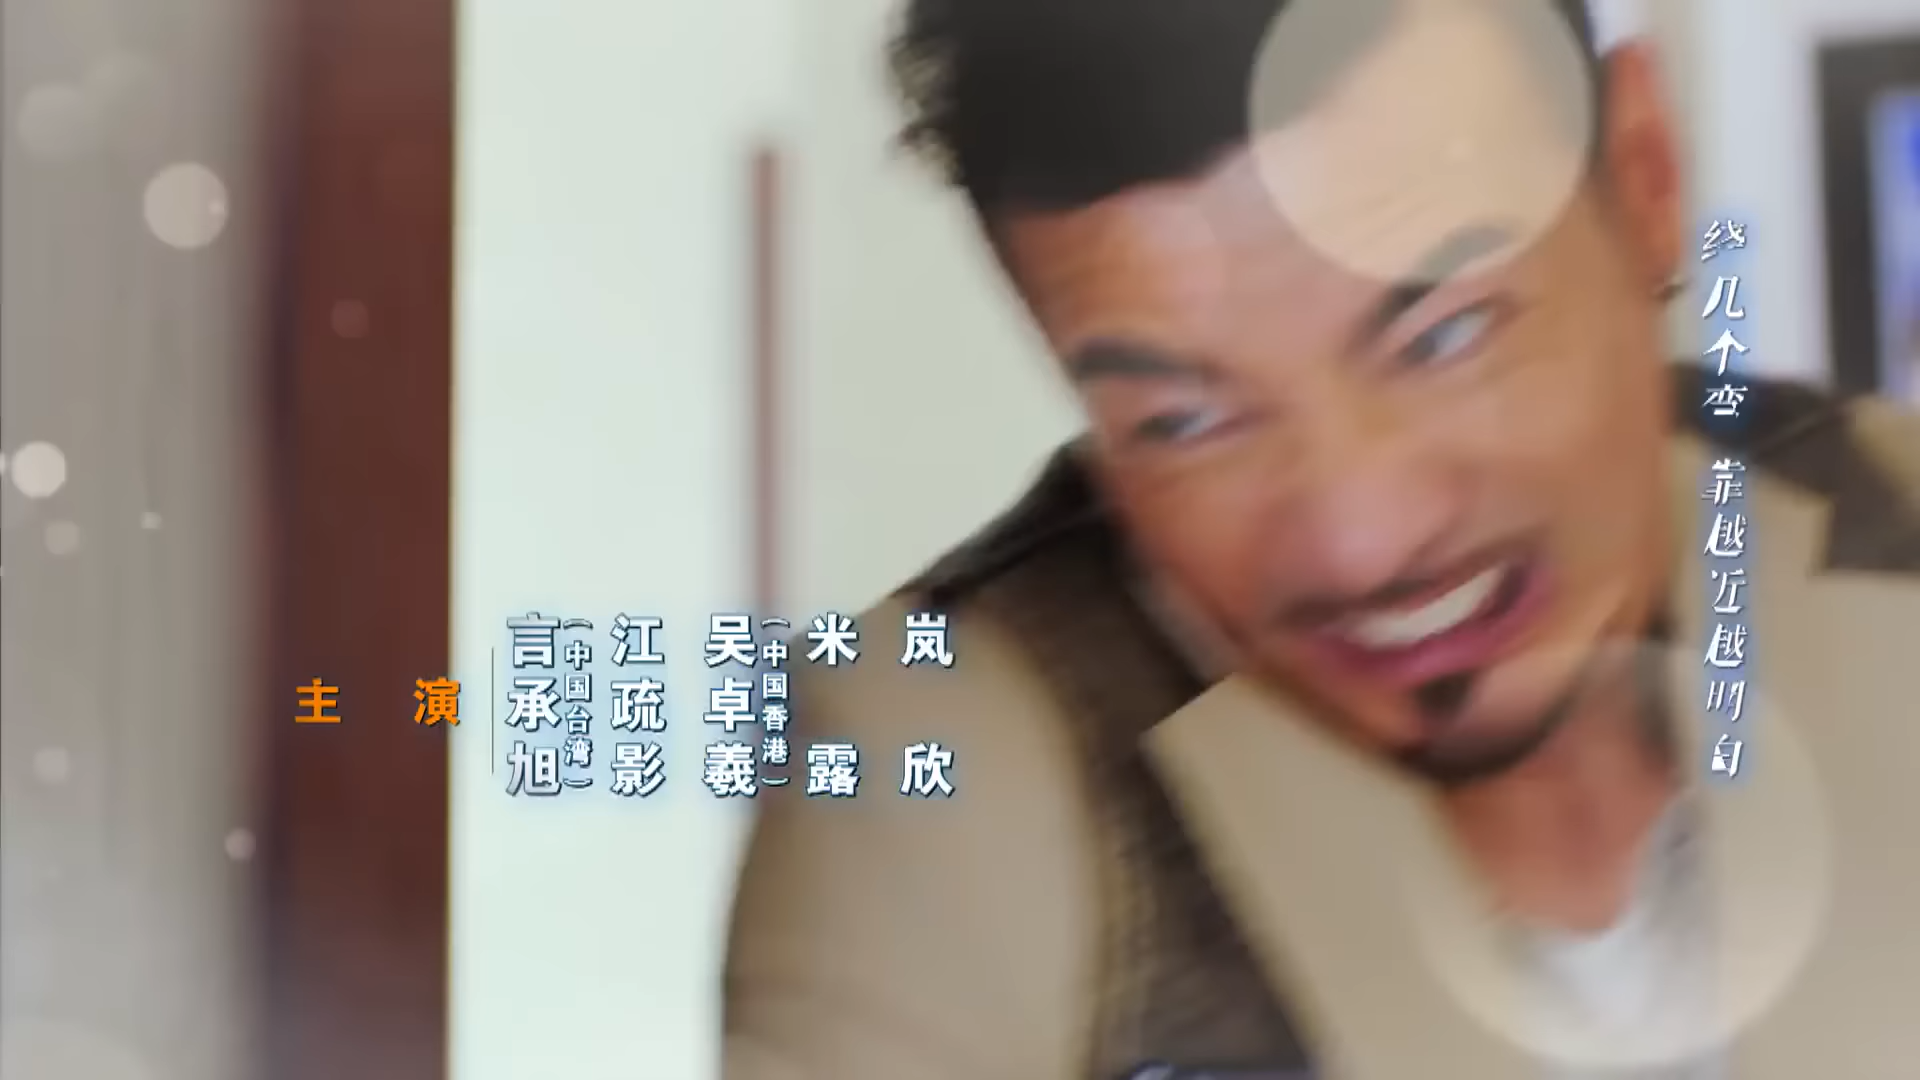 主演
言承旭
（中国台湾）
江疏影
吴卓羲
（中国香港）
米露
岚欣
绕几个弯 靠越近越明白